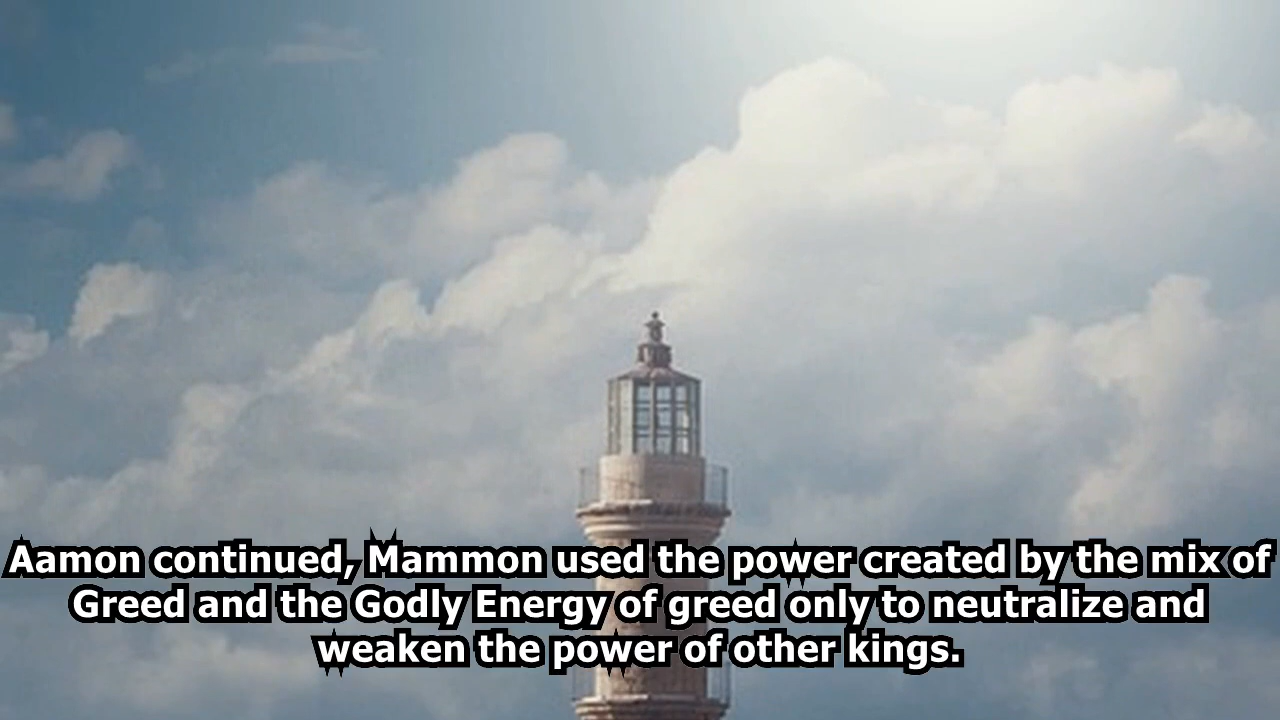 Aamon continued, Mammon used the power created by the mix of
Greed and the Godly Energy of greed only to neutralize and
weaken the power of other kings.